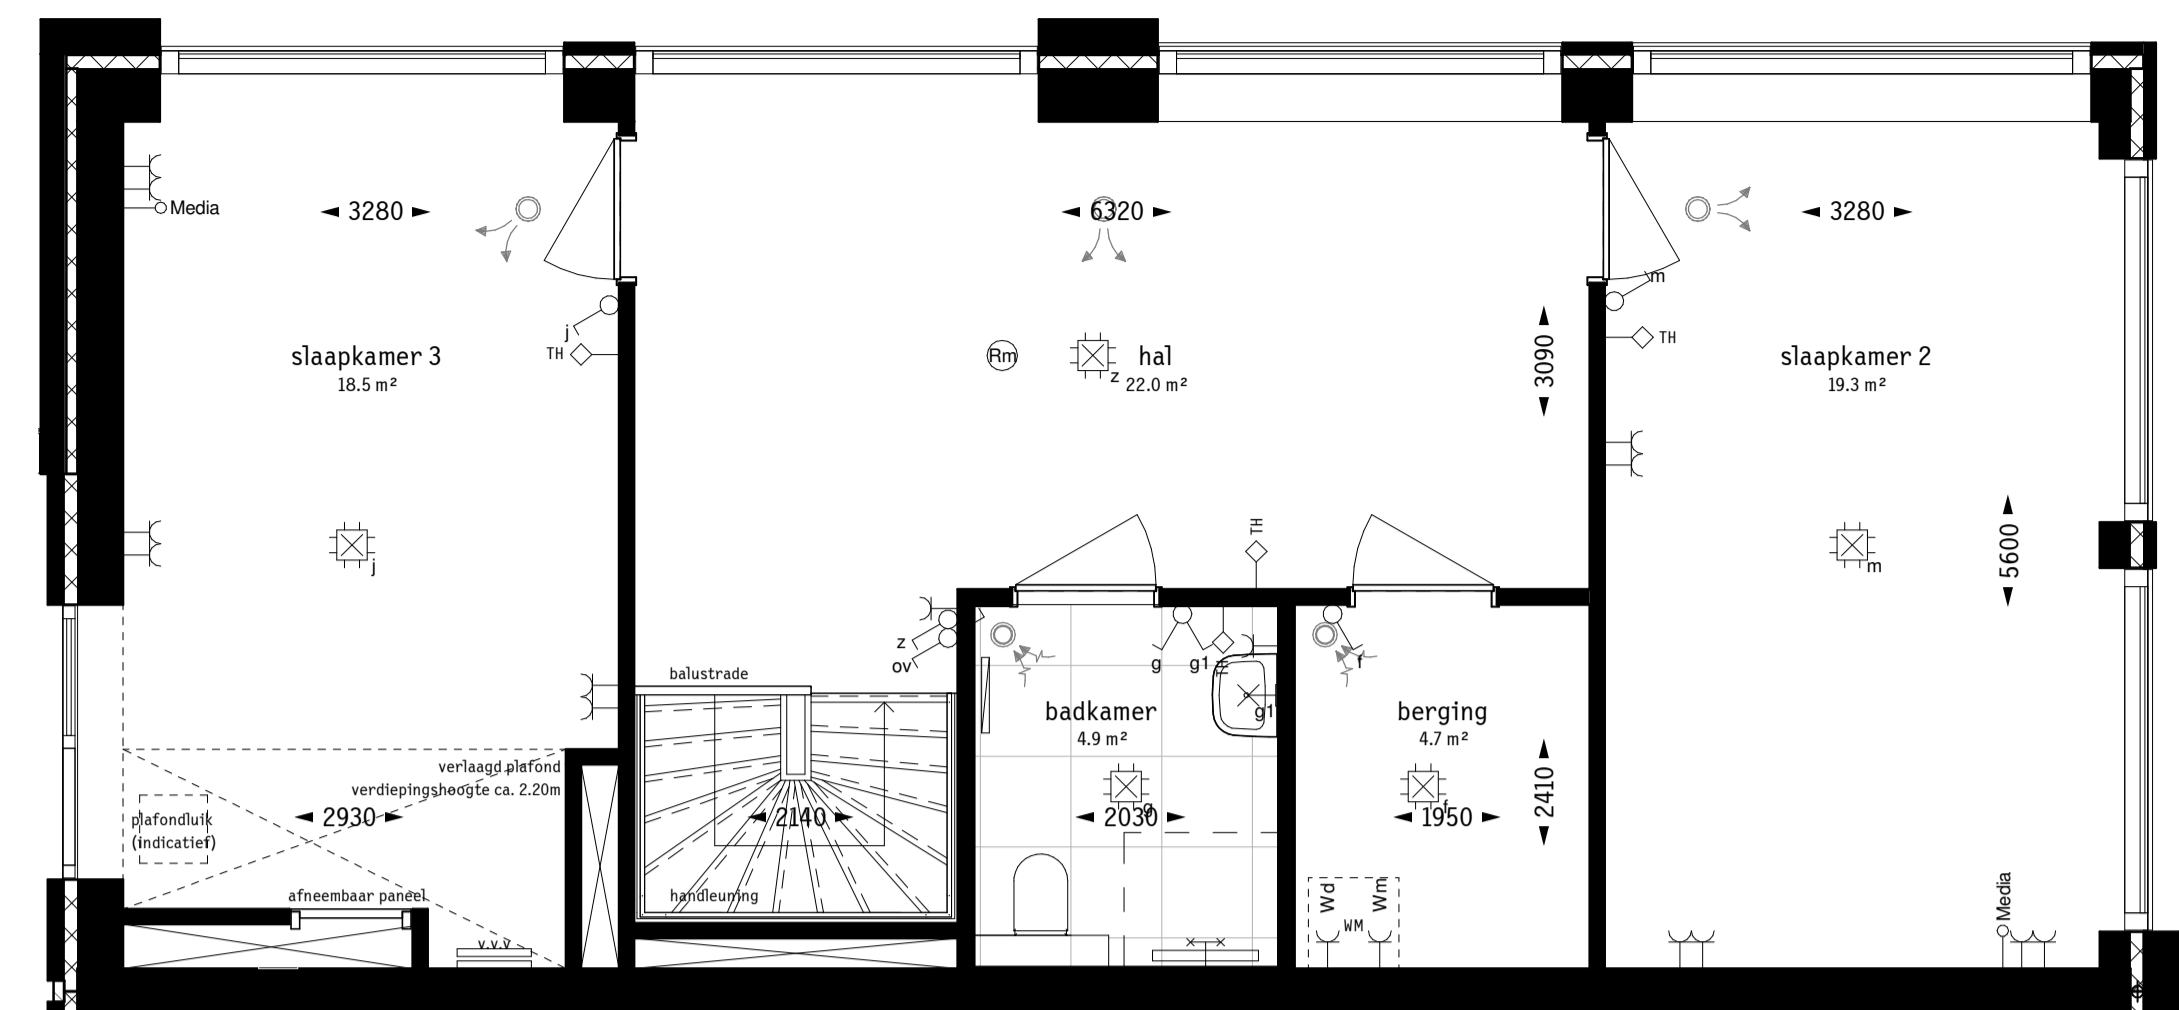 Media
3280
6320
3280
m
j
TH
TH
slaapkamer 3
18.5 m²
Rm
z
hal
22.0 m²
3090
slaapkamer 2
19.3 m²
j
TH
m
5600
z
ov
g
g1
TH
f
balustrade
badkamer
4.9 m²
g1
berging
4.7 m²
verlaagd plafond
verdiepingshoogte ca. 2.20m
plafondluik
(indicatief)
2930
2140
g
2030
f
1950
2410
afneembaar paneel
handleuning
v.v.v
Wd
Wm
WM
Media